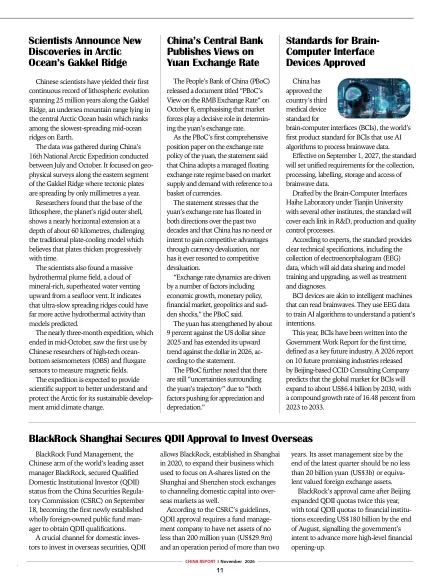 Scientists Announce New
Discoveries in Arctic
Ocean's Gakkel Ridge
Chinese scientists have yielded their first
continuous record of lithospheric evolution
spanning 25 million years along the Gakkel
Ridge, an undersea mountain range lying in
the central Arctic Ocean basin which ranks
among the slowest-spreading mid-ocean
ridges on Earth.
The data was gathered during China's
16th National Arctic Expedition conducted
between July and October. It focused on geo-
physical surveys along the eastern segment
of the Gakkel Ridge where tectonic plates
are spreading by only millimetres a year.
Researchers found that the base of the
lithosphere, the planet's rigid outer shell,
shows a nearly horizontal extension at a
depth of about 60 kilometres, challenging
the traditional plate-cooling model which
believes that plates thicken progressively
with time.
The scientists also found a massive
hydrothermal plume field, a cloud of
mineral-rich, superheated water venting
upward from a seafloor vent. It indicates
that ultra-slow spreading ridges could have
far more active hydrothermal activity than
models predicted.
The nearly three-month expedition, which
ended in mid-October, saw the first use by
Chinese researchers of high-tech ocean-
bottom seismometers (OBS) and fluxgate
sensors to measure magnetic fields.
The expedition is expected to provide
scientific support to better understand and
protect the Arctic for its sustainable develop-
ment amid climate change.
China's Central Bank
Publishes Views on
Yuan Exchange Rate
The People's Bank of China (PBoC)
released a document titled "PBoC's
View on the RMB Exchange Rate" on
October 8, emphasising that market
forces play a decisive role in determin-
ing the yuan's exchange rate.
As the PBoC's first comprehensive
position paper on the exchange rate
policy of the yuan, the statement said
that China adopts a managed floating
exchange rate regime based on market
supply and demand with reference to a
basket of currencies.
The statement stresses that the
yuan's exchange rate has floated in
both directions over the past two
decades and that China has no need or
intent to gain competitive advantages
through currency devaluation, nor
has it ever resorted to competitive
devaluation.
"Exchange rate dynamics are driven
by a number of factors including
economic growth, monetary policy,
financial market, geopolitics and sud-
den shocks," the PBoC said.
The yuan has strengthened by about
9 percent against the US dollar since
2025 and has extended its upward
trend against the dollar in 2026, ac-
cording to the statement.
The PBoC further noted that there
are still "uncertainties surrounding
the yuan's trajectory" due to "both
factors pushing for appreciation and
depreciation."
Standards for Brain-
Computer Interface
Devices Approved
China has
approved the
country's third
medical device
standard for
brain-computer interfaces (BCIs), the world's
first product standard for BCIs that use AI
algorithms to process brainwave data.
Effective on September 1, 2027, the standard
will set unified requirements for the collection,
processing, labelling, storage and access of
brainwave data.
Drafted by the Brain-Computer Interfaces
Haihe Laboratory under Tianjin University
with several other institutes, the standard will
cover each link in R&D, production and quality
control processes.
According to experts, the standard provides
clear technical specifications, including the
collection of electroencephalogram (EEG)
data, which will aid data sharing and model
training and upgrading, as well as treatment
and diagnoses.
BCI devices are akin to intelligent machines
that can read brainwaves. They use EEG data
to train AI algorithms to understand a patient's
intentions.
This year, BCIs have been written into the
Government Work Report for the first time,
defined as a key future industry. A 2026 report
on 10 future promising industries released
by Beijing-based CCID Consulting Company
predicts that the global market for BCIs will
expand to about US$6.4 billion by 2030, with
a compound growth rate of 16.48 percent from
2023 to 2033.
BlackRock Shanghai Secures QDII Approval to Invest Overseas
BlackRock Fund Management, the
Chinese arm of the world's leading asset
manager BlackRock, secured Qualified
Domestic Institutional Investor (QDII)
status from the China Securities Regula-
tory Commission (CSRC) on September
18, becoming the first newly established
wholly foreign-owned public fund man-
ager to obtain QDII qualifications.
A crucial channel for domestic inves-
tors to invest in overseas securities, QDII
allows BlackRock, established in Shanghai
in 2020, to expand their business which
used to focus on A-shares listed on the
Shanghai and Shenzhen stock exchanges
to channeling domestic capital into over-
seas markets as well.
According to the CSRC's guidelines,
QDII approval requires a fund manage-
ment company to have net assets of no
less than 200 million yuan (US$29.9m)
and an operation period of more than two
years. Its asset management size by the
end of the latest quarter should be no less
than 20 billion yuan (US$3b) or equiva-
lent valued foreign exchange assets.
BlackRock's approval came after Beijing
expanded QDII quotas twice this year,
with total QDII quotas to financial institu-
tions exceeding US$180 billion by the end
of August, signalling the government's
intent to advance more high-level financial
opening-up.
CHINA REPORT I November 2026
11